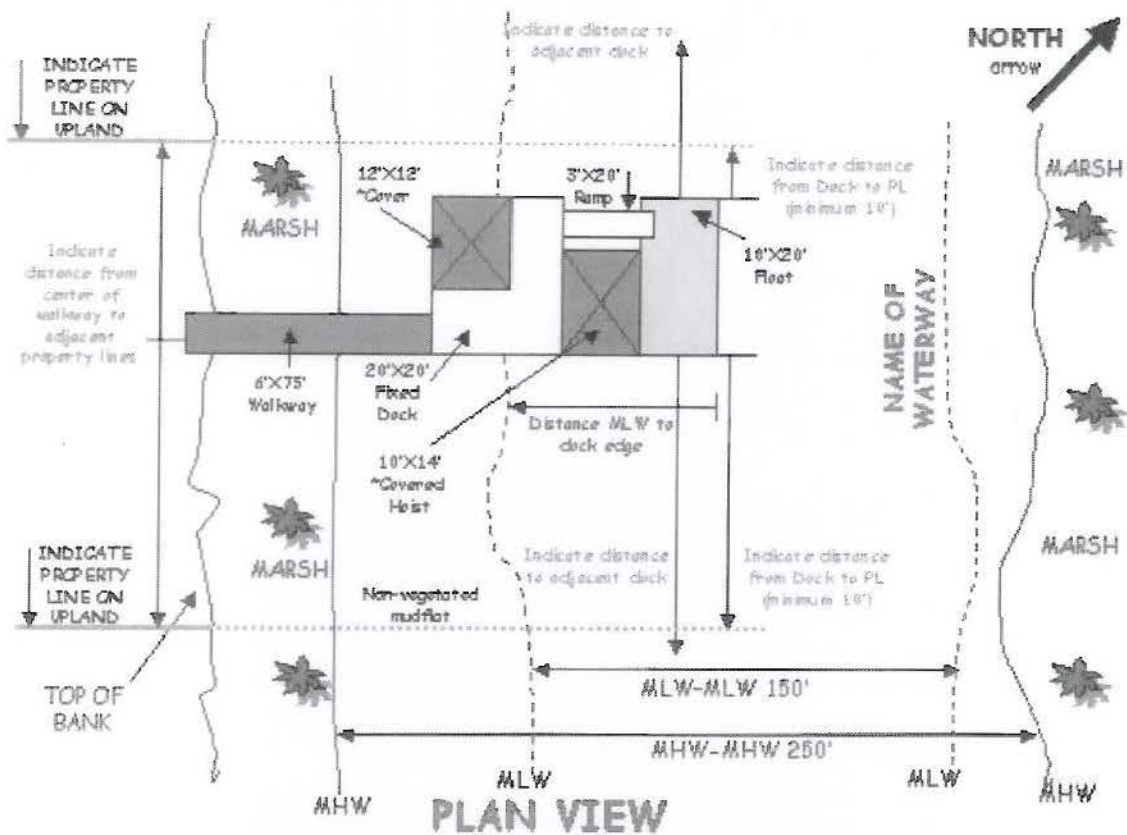 Indicate distance to
adjacent dock
NORTH
arrow
INDICATE
PROPERTY
LINE ON
UPLAND
12'X12'
*Cover
3'X20'
Ramp
Indicate distance
from Dock to PL
(minimum 10')
MARSH
MARSH
10'X20'
Float
Indicate
distance from
center of
walkway to
adjacent
property lines
NAME OF
WATERWAY
6'X75'
Walkway
20'X20'
Fixed
Dock
Distance MLW to
dock edge
10'X14'
*Covered
Hoist
INDICATE
PROPERTY
LINE ON
UPLAND
MARSH
Non-vegetated
mudflat
Indicate distance
to adjacent dock
Indicate distance
from Dock to PL
(minimum 10')
MARSH
TOP OF
BANK
MLW-MLW 150'
MHW-MHW 250'
MHW
MLW
MLW
MHW
PLAN VIEW